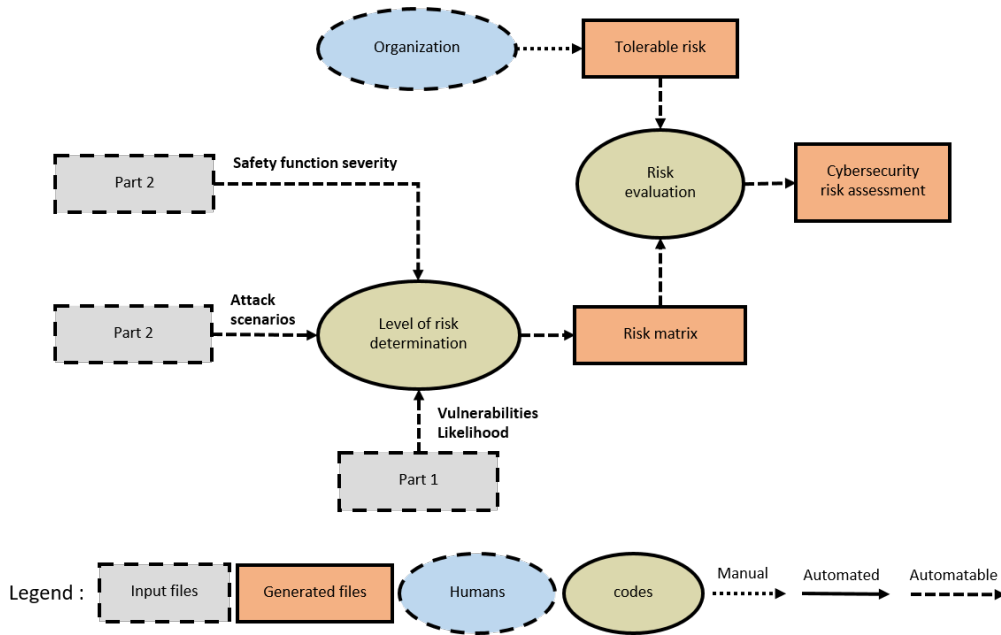 Organization
Tolerable risk
Part 2
Safety function severity
Risk
evaluation
Cybersecurity
risk assessment
Part 2
Attack
scenarios
Level of risk
determination
Risk matrix
Vulnerabilities
Likelihood
Part 1
Legend :
Input files
Generated files
Humans
codes
Manual
Automated
Automatable